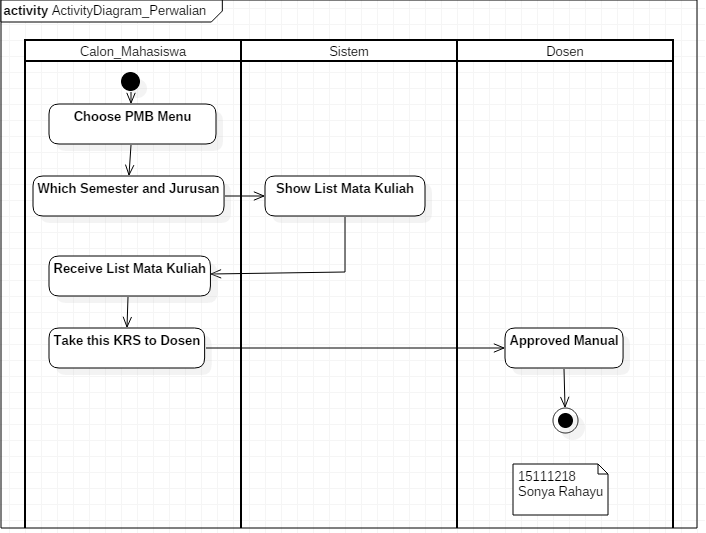 activity ActivityDiagram_Perwalian
Calon_Mahasiswa
Sistem
Dosen
Choose PMB Menu
Which Semester and Jurusan
Show List Mata Kuliah
Receive List Mata Kuliah
Take this KRS to Dosen
Approved Manual
15111218
Sonya Rahayu